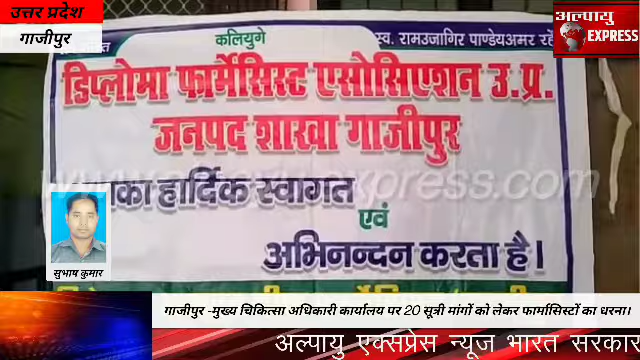 उत्तर प्रदेश
गाजीपुर
अल्पायु
EXPRESS
कलियुगे
स्व. रामउजागिर पाण्डेयअमर रहे
डिप्लोमा फार्मेसिस्ट एसोसिएशन उ.प्र.
जनपद शाखा गाजीपुर
हार्दिक स्वागत
एवं
अभिनन्दन करता है।
सुभाष कुमार
गाजीपुर -मुख्य चिकित्सा अधिकारी कार्यालय पर 20 सूत्री मांगों को लेकर फार्मासिस्टों का धरना।
अल्पायु एक्सप्रेस न्यूज भारत सरकार